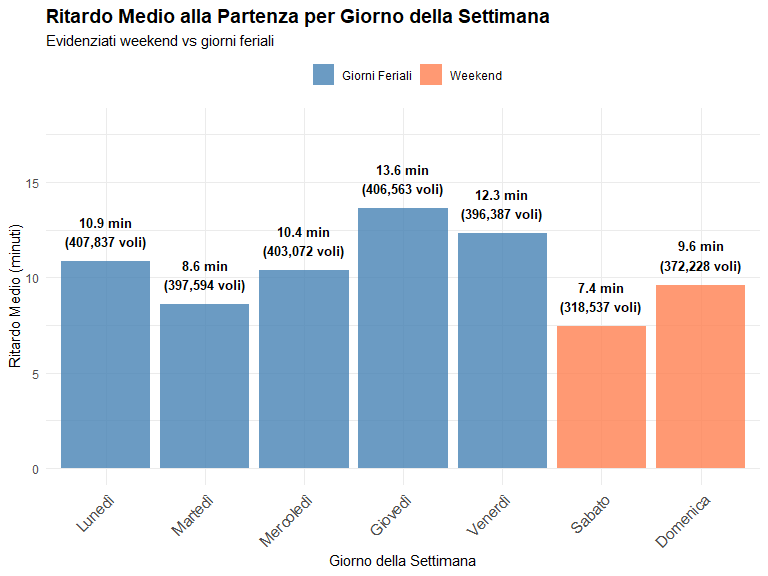 Ritardo Medio alla Partenza per Giorno della Settimana
Evidenziati weekend vs giorni feriali
Giorni Feriali
Weekend
Ritardo Medio (minuti)
15
10
5
0
10.9 min
(407,837 voli)
8.6 min
(397,594 voli)
10.4 min
(403,072 voli)
13.6 min
(406,563 voli)
12.3 min
(396,387 voli)
7.4 min
(318,537 voli)
9.6 min
(372,228 voli)
Lunedì
Martedì
Mercoledì
Giovedì
Venerdì
Sabato
Domenica
Giorno della Settimana